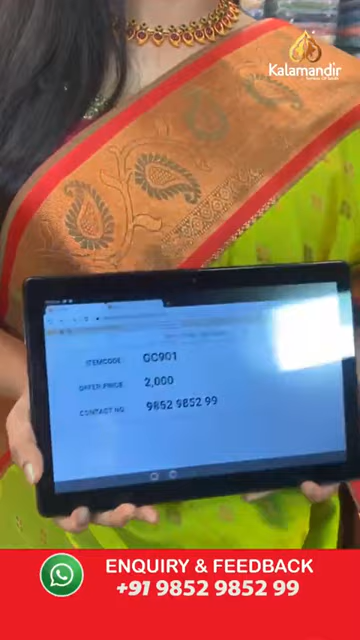 Kalamandir
ITEMCODE GC901
OFFER PRICE 2,000
CONTACT NO 9852 9852 99
ENQUIRY & FEEDBACK
+91 9852 9852 99